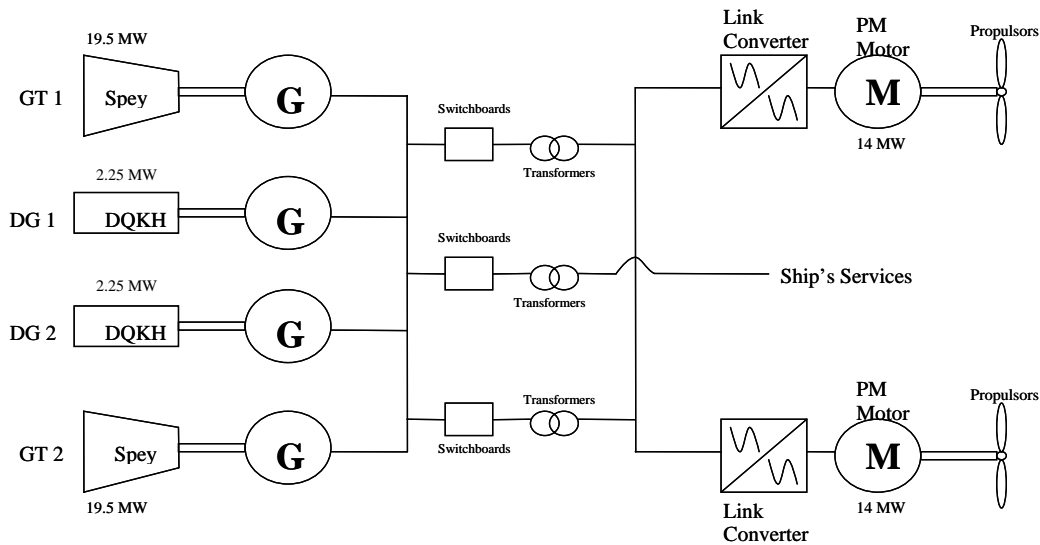 19.5 MW
GT 1
Spey
G
2.25 MW
DG 1
DQKH
G
2.25 MW
DG 2
DQKH
G
GT 2
Spey
G
19.5 MW
Switchboards
Transformers
Switchboards
Transformers
Ship's Services
Transformers
Switchboards
Link
Converter
PM
Motor
M
14 MW
Propulsors
PM
Motor
M
14 MW
Propulsors
Link
Converter